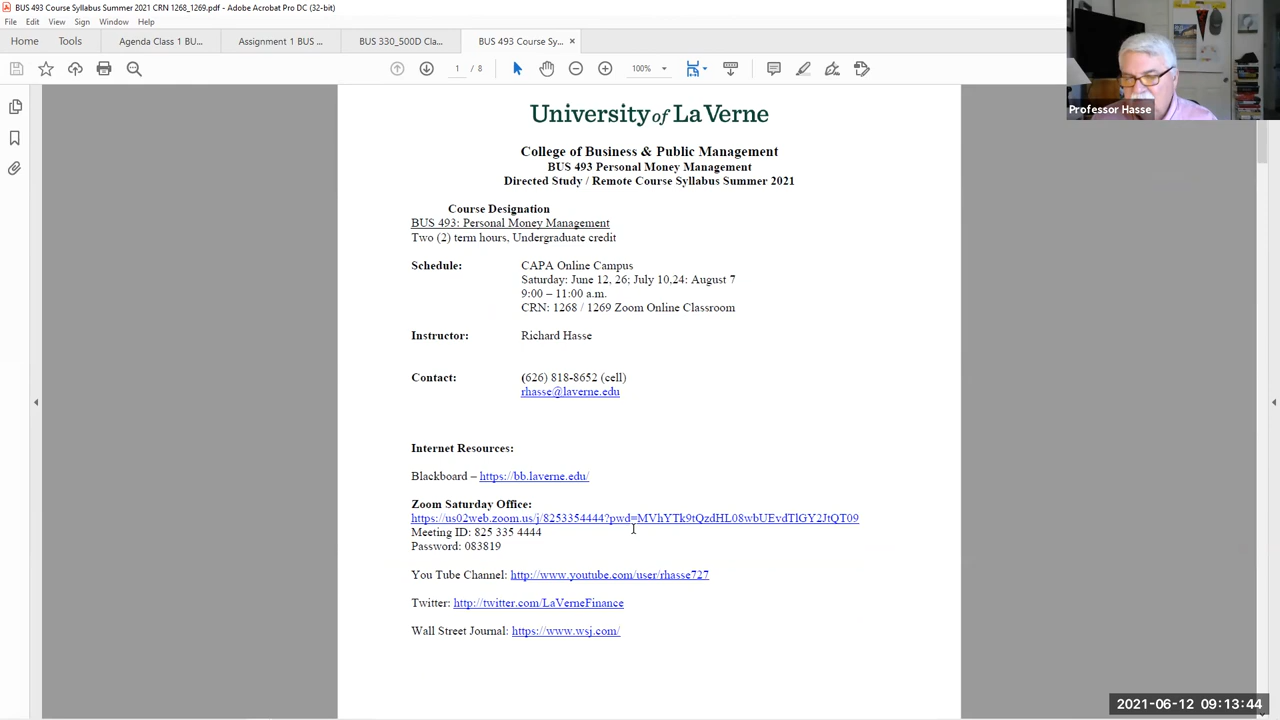 BUS 493 Course Syllabus Summer 2021 CRN 1268_1269.pdf - Adobe Acrobat Pro DC (32-bit)
File Edit View Sign Window Help
Home Tools Agenda Class 1 BU... Assignment 1 BUS ... BUS 330_500D Cla... BUS 493 Course Sy... ×
1 / 8 100%
Professor Hasse
University of La Verne
College of Business & Public Management
BUS 493 Personal Money Management
Directed Study / Remote Course Syllabus Summer 2021
Course Designation
BUS 493: Personal Money Management
Two (2) term hours, Undergraduate credit
Schedule: CAPA Online Campus
Saturday: June 12, 26; July 10,24: August 7
9:00 – 11:00 a.m.
CRN: 1268 / 1269 Zoom Online Classroom
Instructor: Richard Hasse
Contact: (626) 818-8652 (cell)
rhasse@laverne.edu
Internet Resources:
Blackboard – https://bb.laverne.edu/
Zoom Saturday Office:
https://us02web.zoom.us/j/8253354444?pwd=MVhYTk9tQzdHL08wbUEvdTlGY2JtQT09
Meeting ID: 825 335 4444
Password: 083819
You Tube Channel: http://www.youtube.com/user/rhasse727
Twitter: http://twitter.com/LaVerneFinance
Wall Street Journal: https://www.wsj.com/
2021-06-12 09:13:44